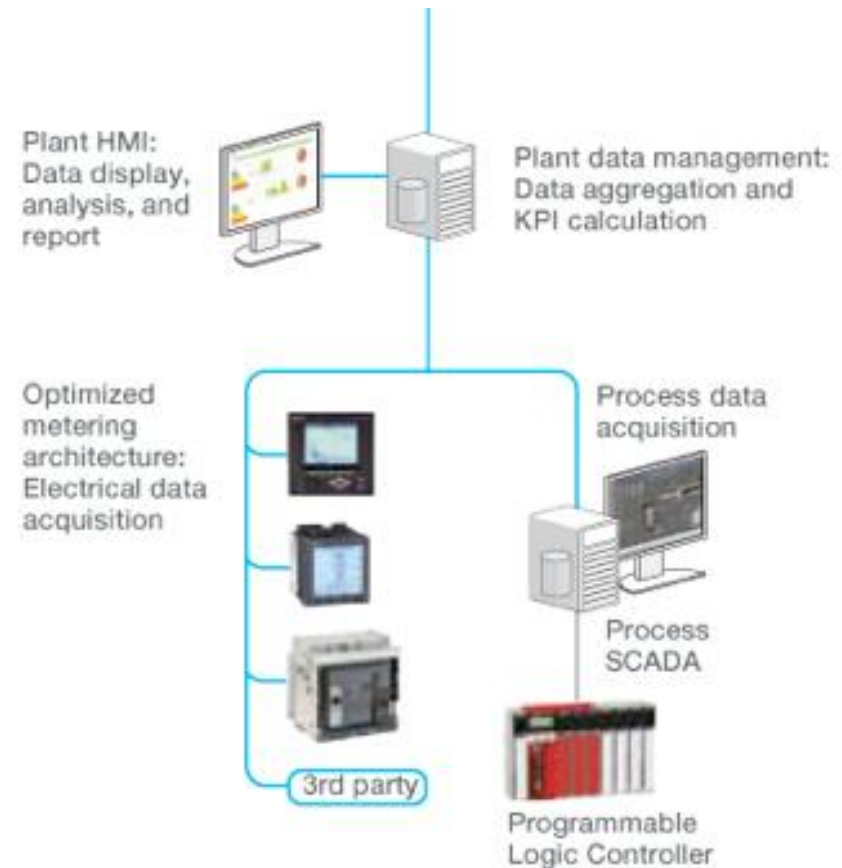 Plant HMI:
Data display,
analysis, and
report
Plant data management:
Data aggregation and
KPI calculation
Optimized
metering
architecture:
Electrical data
acquisition
Process data
acquisition
Process
SCADA
3rd party
Programmable
Logic Controller